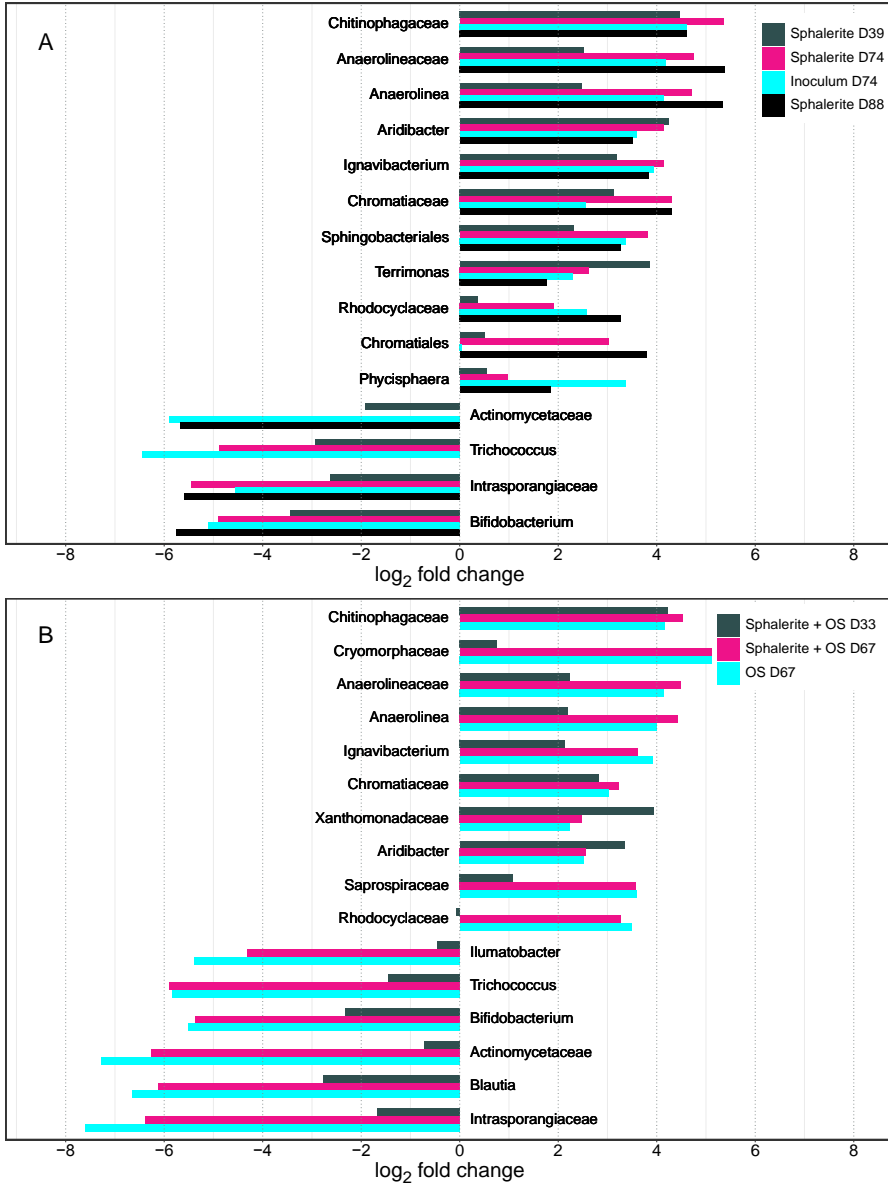 A
Chitinophagaceae
Anaerolineaceae
Anaerolinea
Aridibacter
Ignavibacterium
Chromatiaceae
Sphingobacteriales
Terrimonas
Rhodocyclaceae
Chromatiales
Phycisphaera
Actinomycetaceae
Trichococcus
Intrasporangiaceae
Bifidobacterium
Sphalerite D39
Sphalerite D74
Inoculum D74
Sphalerite D88
−8 −6 −4 −2 0 2 4 6 8
log2 fold change
B
Chitinophagaceae
Cryomorphaceae
Anaerolineaceae
Anaerolinea
Ignavibacterium
Chromatiaceae
Xanthomonadaceae
Aridibacter
Saprospiraceae
Rhodocyclaceae
Ilumatobacter
Trichococcus
Bifidobacterium
Actinomycetaceae
Blautia
Intrasporangiaceae
Sphalerite + OS D33
Sphalerite + OS D67
OS D67
−8 −6 −4 −2 0 2 4 6 8
log2 fold change